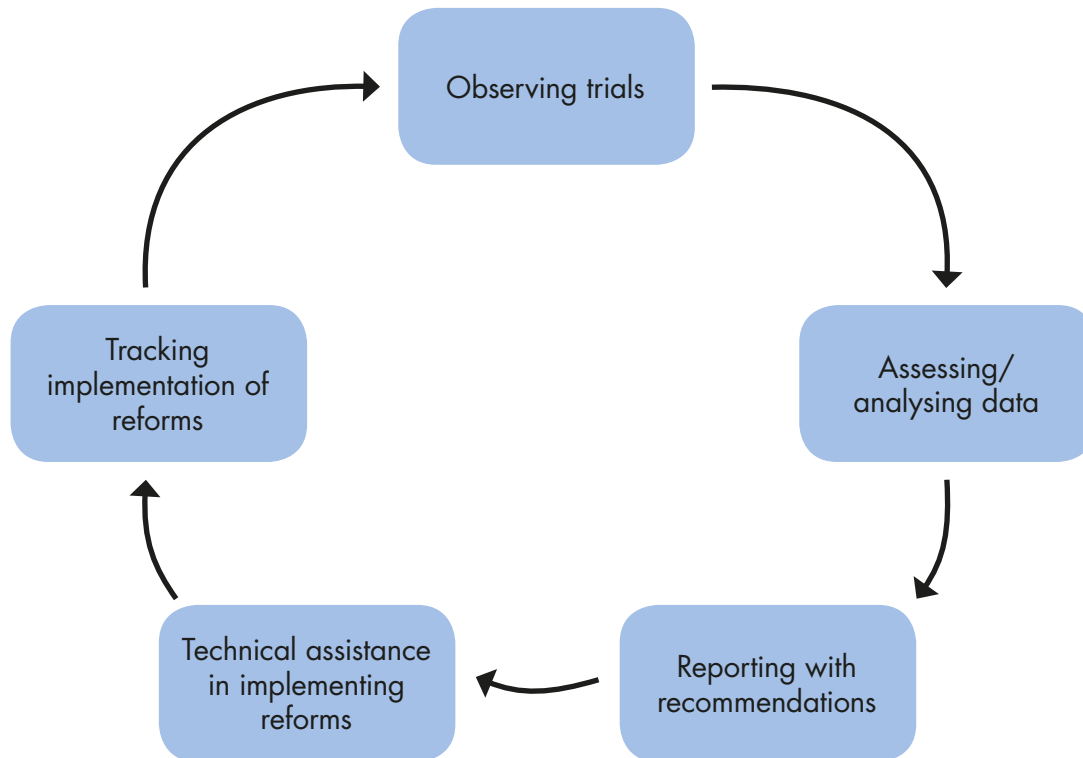 Observing trials
Assessing/
analysing data
Reporting with
recommendations
Technical assistance
in implementing
reforms
Tracking
implementation of
reforms